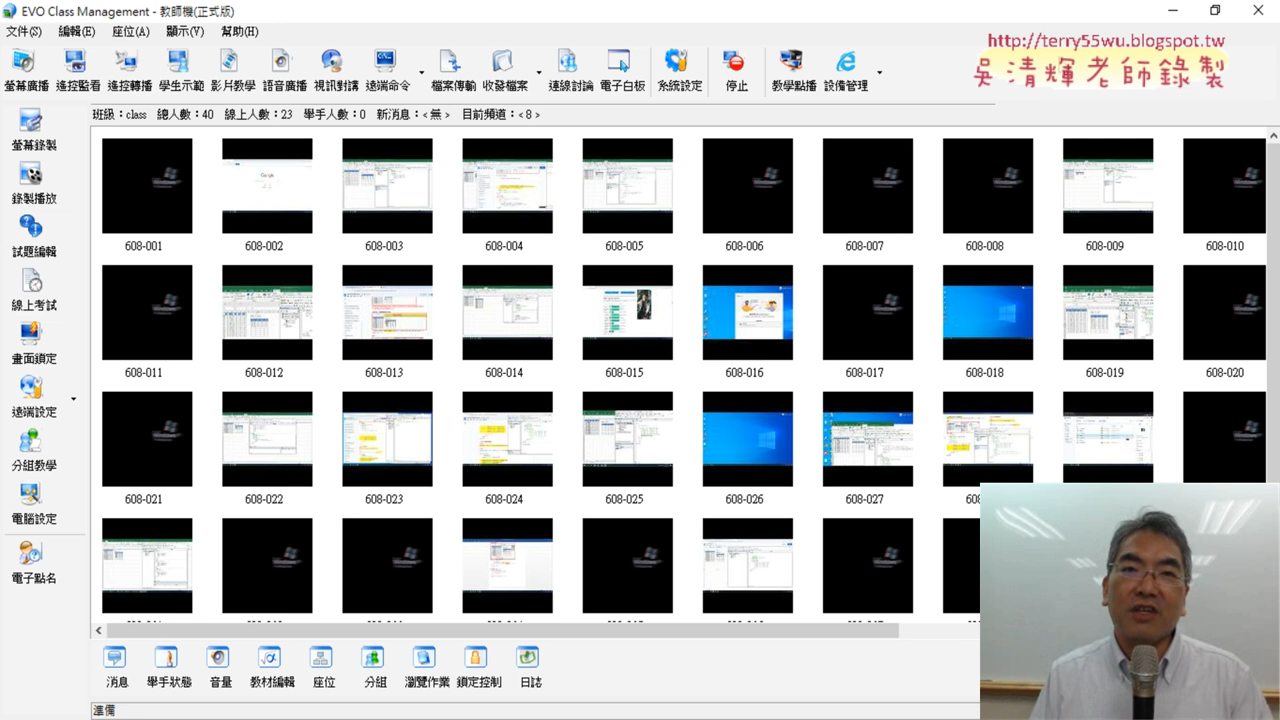 EVO Class Management - 教師機(正式版)
文件(S) 編輯(E) 座位(A) 顯示(V) 幫助(H)
http://terry55wu.blogspot.tw
吳清輝老師錄製
螢幕廣播 遙控監看 遙控轉播 學生示範 影片教學 語音廣播 視訊對講 遠端命令 檔案傳輸 收發檔案 連線討論 電子白板 系統設定 停止 教學點播 設備管理
班級：class 總人數：40 線上人數：23 舉手人數：0 新消息：<無> 目前頻道：<8>
螢幕錄製
錄製播放
試題編輯
線上考試
畫面鎖定
遠端設定
分組教學
電腦設定
電子點名
608-001 608-002 608-003 608-004 608-005 608-006 608-007 608-008 608-009 608-010
608-011 608-012 608-013 608-014 608-015 608-016 608-017 608-018 608-019 608-020
608-021 608-022 608-023 608-024 608-025 608-026 608-027
消息 舉手狀態 音量 教材編輯 座位 分組 瀏覽作業 鎖定控制 日誌
準備